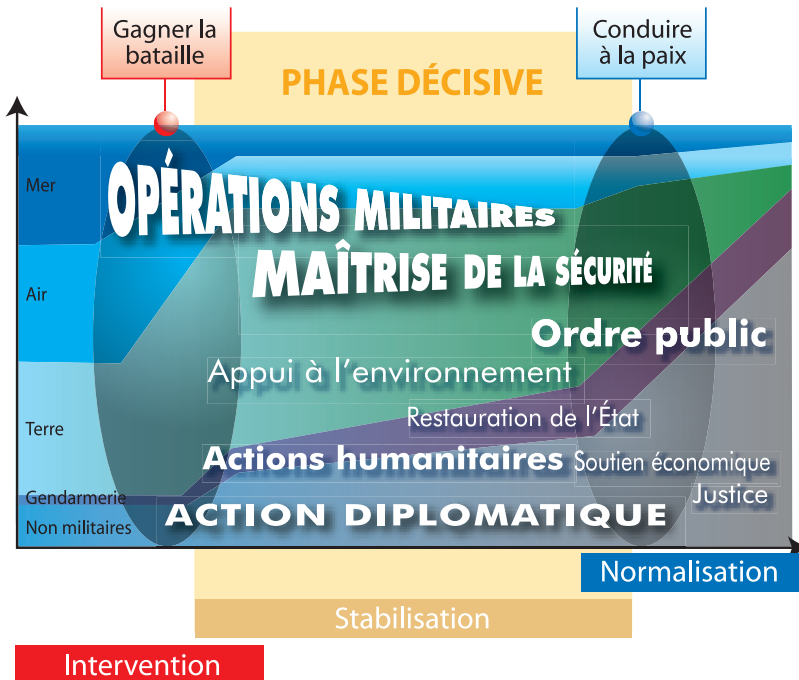 Gagner la
bataille
Conduire
à la paix
PHASE DÉCISIVE
Mer
OPÉRATIONS MILITAIRES
MAÎTRISE DE LA SÉCURITÉ
Air
Ordre public
Appui à l’environnement
Restauration de l’État
Terre
Actions humanitaires
Soutien économique
Gendarmerie
Justice
Non militaires
ACTION DIPLOMATIQUE
Normalisation
Stabilisation
Intervention